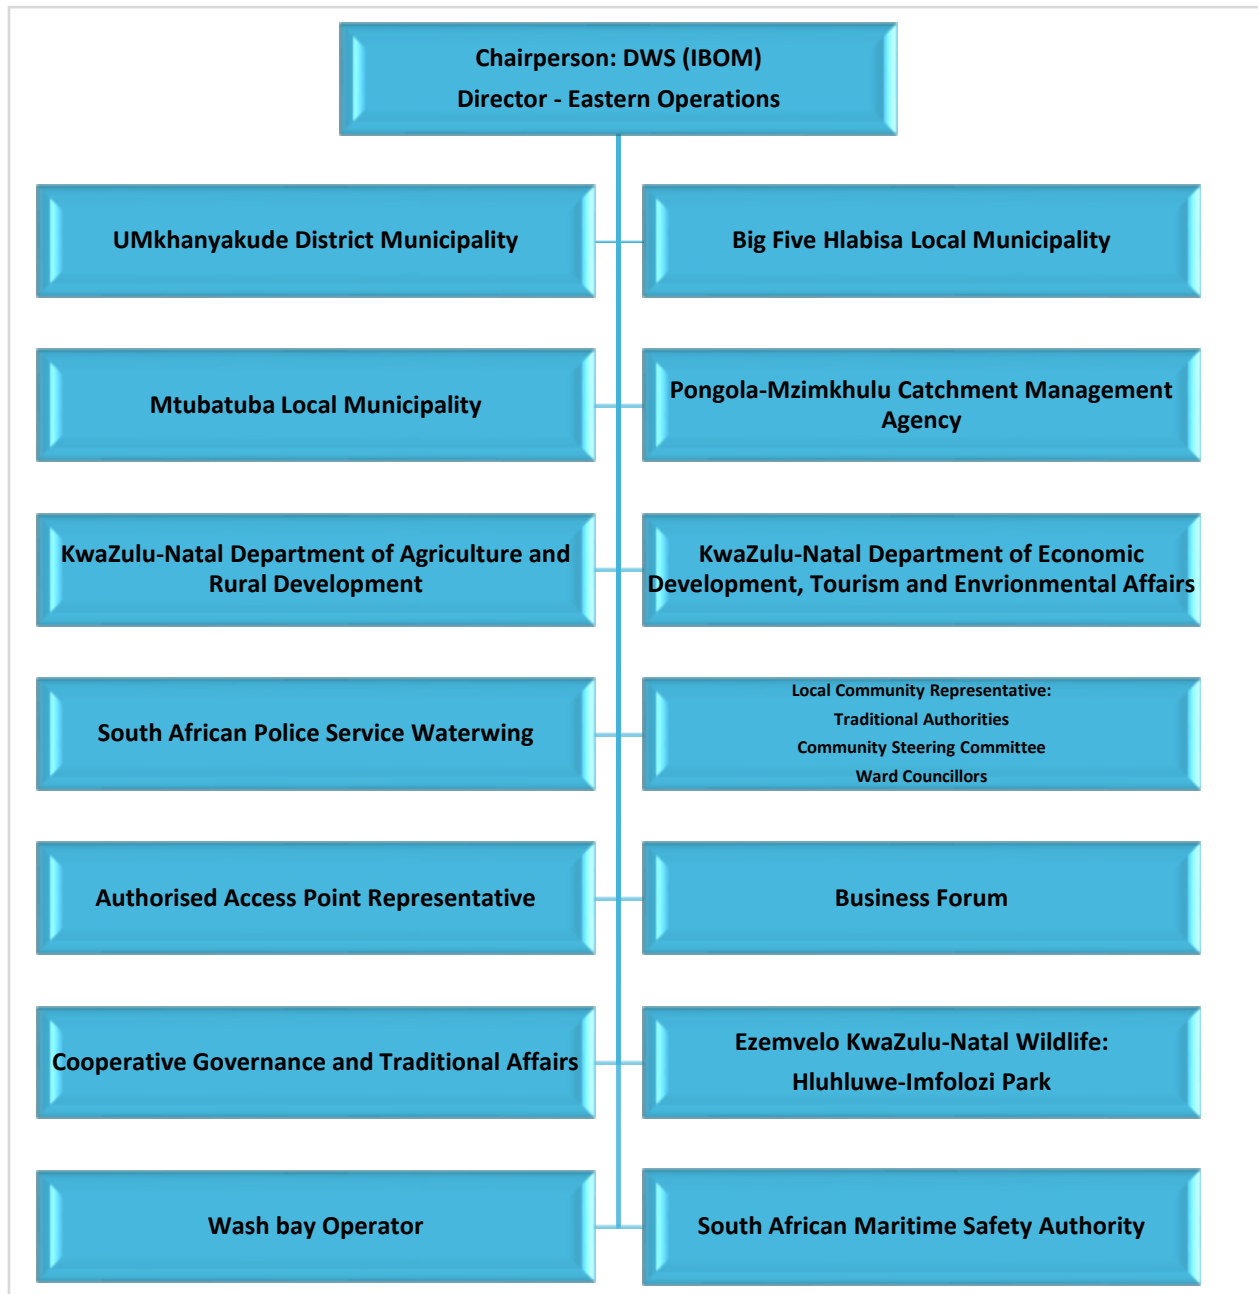 Chairperson: DWS (IBOM)
Director - Eastern Operations
UMkhanyakude District Municipality
Big Five Hlabisa Local Municipality
Mtubatuba Local Municipality
Pongola-Mzimkhulu Catchment Management
Agency
KwaZulu-Natal Department of Agriculture and
Rural Development
KwaZulu-Natal Department of Economic
Development, Tourism and Envrionmental Affairs
South African Police Service Waterwing
Local Community Representative:
Traditional Authorities
Community Steering Committee
Ward Councillors
Authorised Access Point Representative
Business Forum
Cooperative Governance and Traditional Affairs
Ezemvelo KwaZulu-Natal Wildlife:
Hluhluwe-Imfolozi Park
Wash bay Operator
South African Maritime Safety Authority